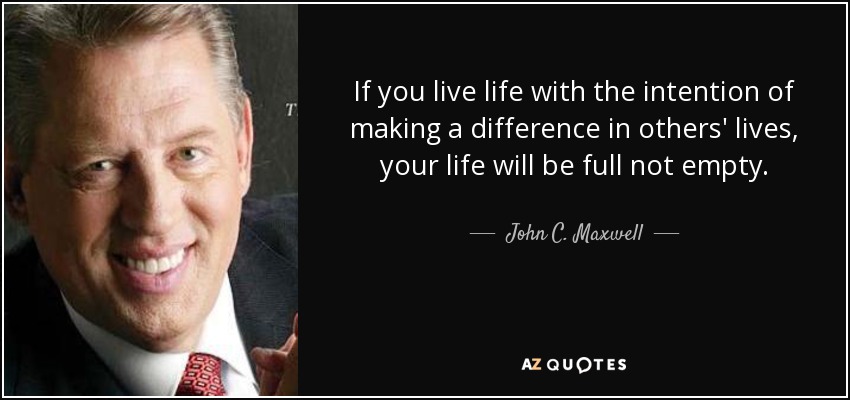 T
If you live life with the intention of
making a difference in others' lives,
your life will be full not empty.
John C. Maxwell
AZ QUOTES